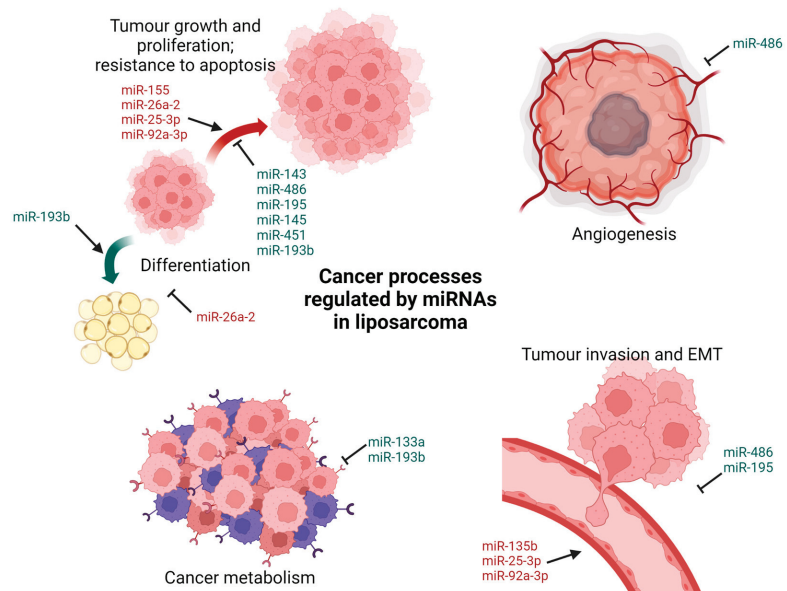 Tumour growth and
proliferation;
resistance to apoptosis
miR-155
miR-26a-2
miR-25-3p
miR-92a-3p
miR-143
miR-486
miR-195
miR-145
miR-451
miR-193b
miR-193b
Differentiation
miR-26a-2
miR-486
Angiogenesis
Cancer processes
regulated by miRNAs
in liposarcoma
miR-133a
miR-193b
Cancer metabolism
Tumour invasion and EMT
miR-486
miR-195
miR-135b
miR-25-3p
miR-92a-3p